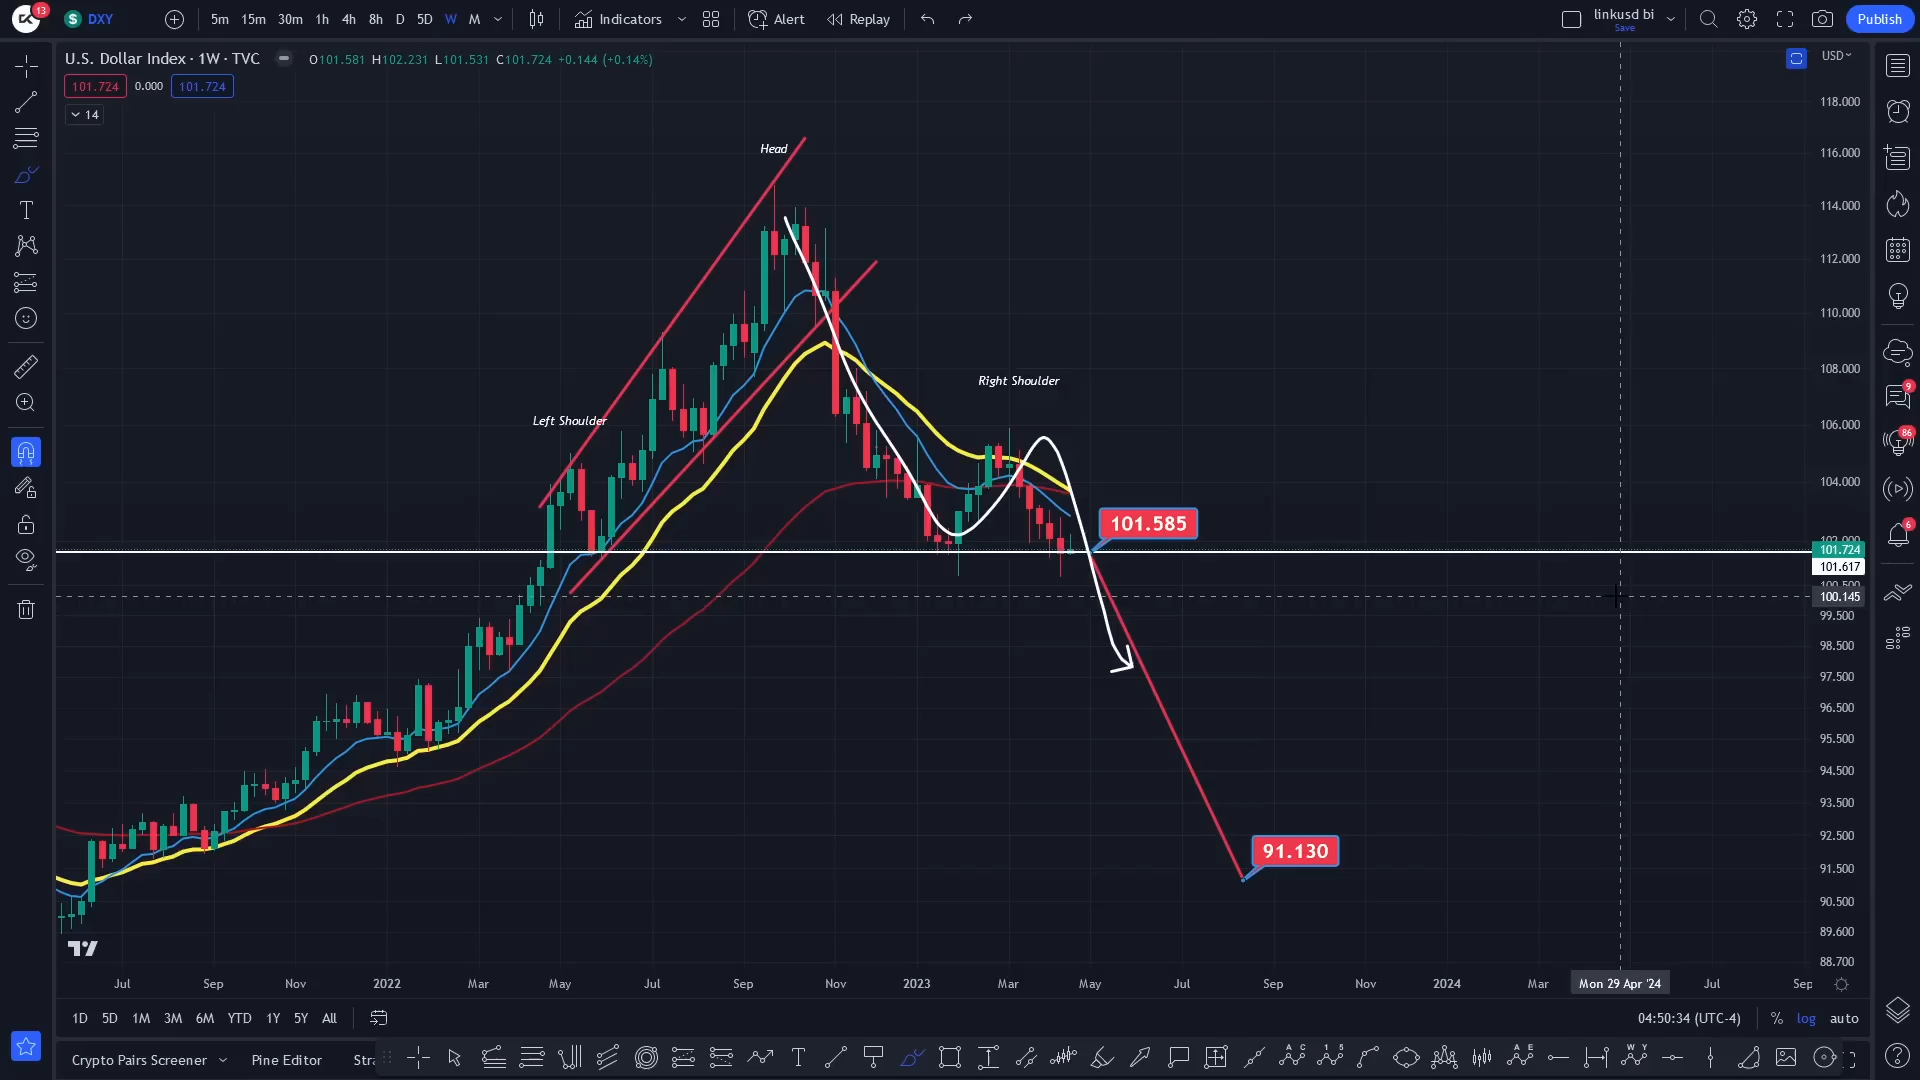 13
DXY
5m 15m 30m 1h 4h 8h D 5D W M
Indicators
Alert
Replay
linkusd bi
Save
Publish
U.S. Dollar Index · 1W · TVC
O101.581 H102.231 L101.531 C101.724 +0.144 (+0.14%)
101.724 0.000 101.724
14
USD
118.000
116.000
114.000
112.000
110.000
108.000
106.000
104.000
101.724
101.617
100.145
99.500
98.500
97.500
96.500
95.500
94.500
93.500
92.500
91.500
90.500
89.600
88.700
Head
Left Shoulder
Right Shoulder
101.585
91.130
9
86
6
Jul Sep Nov 2022 Mar May Jul Sep Nov 2023 Mar May Jul Sep Nov 2024 Mar Mon 29 Apr '24 Jul Sep
1D 5D 1M 3M 6M YTD 1Y 5Y All
04:50:34 (UTC-4) % log auto
Crypto Pairs Screener Pine Editor Stra